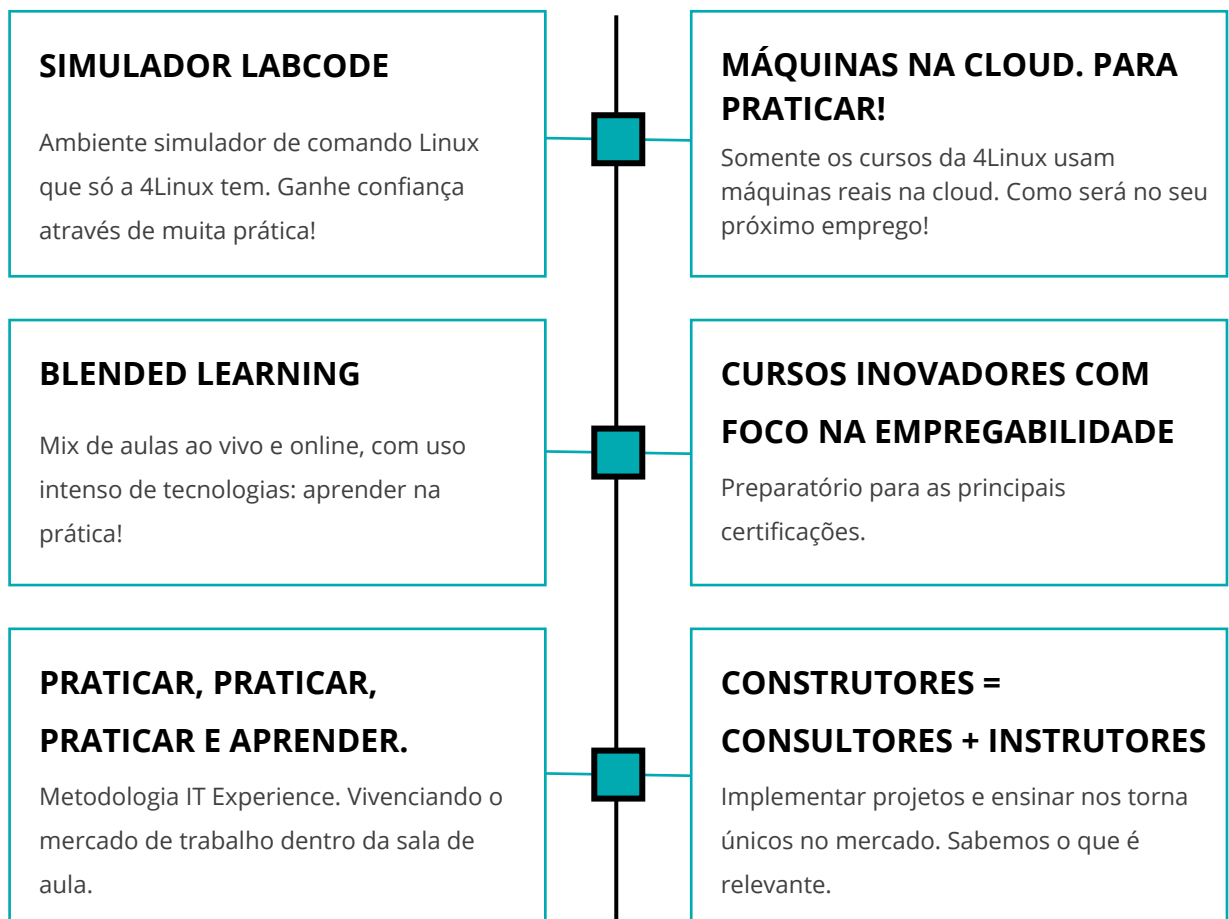 SIMULADOR LABCODE
Ambiente simulador de comando Linux
que só a 4Linux tem. Ganhe confiança
através de muita prática!
MÁQUINAS NA CLOUD. PARA
PRATICAR!
Somente os cursos da 4Linux usam
máquinas reais na cloud. Como será no seu
próximo emprego!
BLENDED LEARNING
Mix de aulas ao vivo e online, com uso
intenso de tecnologias: aprender na
prática!
CURSOS INOVADORES COM
FOCO NA EMPREGABILIDADE
Preparatório para as principais
certificações.
PRATICAR, PRATICAR,
PRATICAR E APRENDER.
Metodologia IT Experience. Vivenciando o
mercado de trabalho dentro da sala de
aula.
CONSTRUTORES =
CONSULTORES + INSTRUTORES
Implementar projetos e ensinar nos torna
únicos no mercado. Sabemos o que é
relevante.